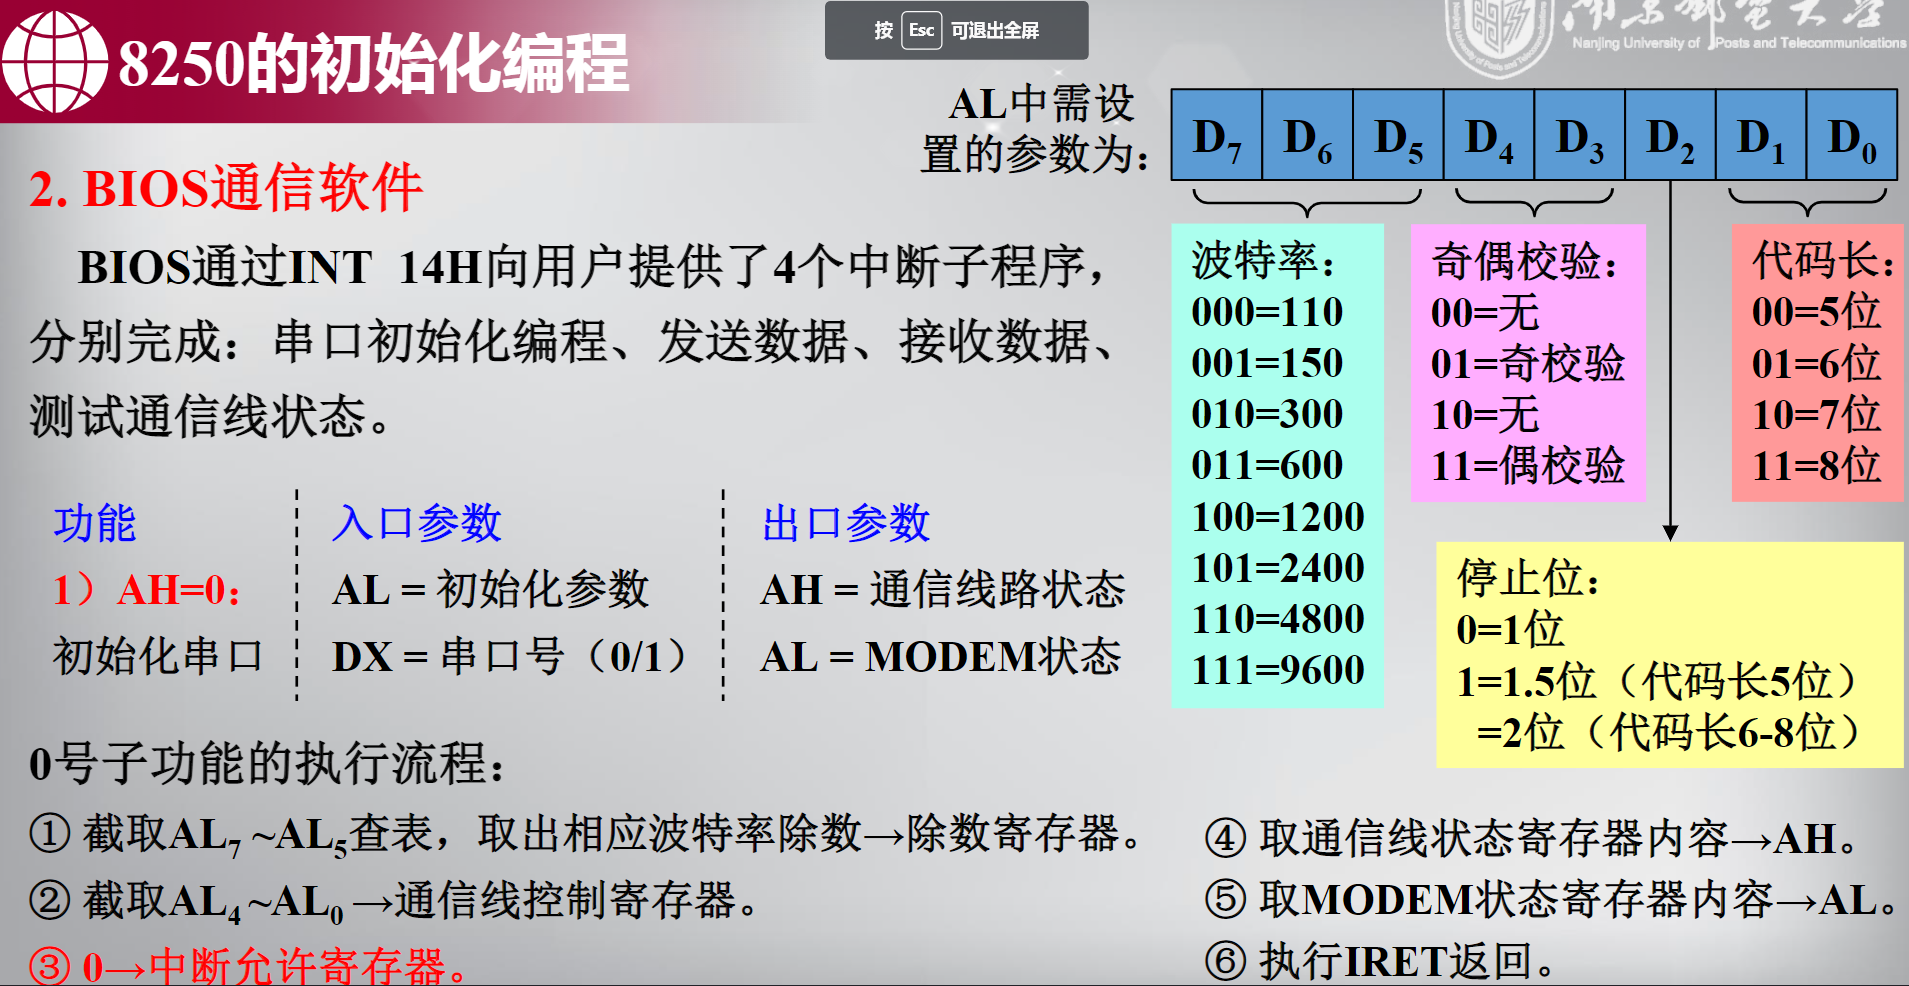 8250的初始化编程
按 Esc 可退出全屏
Nanjing University of Posts and Telecommunications
AL中需设
置的参数为：
D7 D6 D5 D4 D3 D2 D1 D0
2. BIOS通信软件
BIOS通过INT 14H向用户提供了4个中断子程序，
分别完成：串口初始化编程、发送数据、接收数据、
测试通信线状态。
波特率：
000=110
001=150
010=300
011=600
100=1200
101=2400
110=4800
111=9600
奇偶校验：
00=无
01=奇校验
10=无
11=偶校验
代码长：
00=5位
01=6位
10=7位
11=8位
停止位：
0=1位
1=1.5位（代码长5位）
=2位（代码长6-8位）
功能 入口参数 出口参数
1）AH=0： AL = 初始化参数 AH = 通信线路状态
初始化串口 DX = 串口号（0/1） AL = MODEM状态
0号子功能的执行流程：
① 截取AL7 ~AL5查表，取出相应波特率除数→除数寄存器。
② 截取AL4 ~AL0 →通信线控制寄存器。
③ 0→中断允许寄存器。
④ 取通信线状态寄存器内容→AH。
⑤ 取MODEM状态寄存器内容→AL。
⑥ 执行IRET返回。